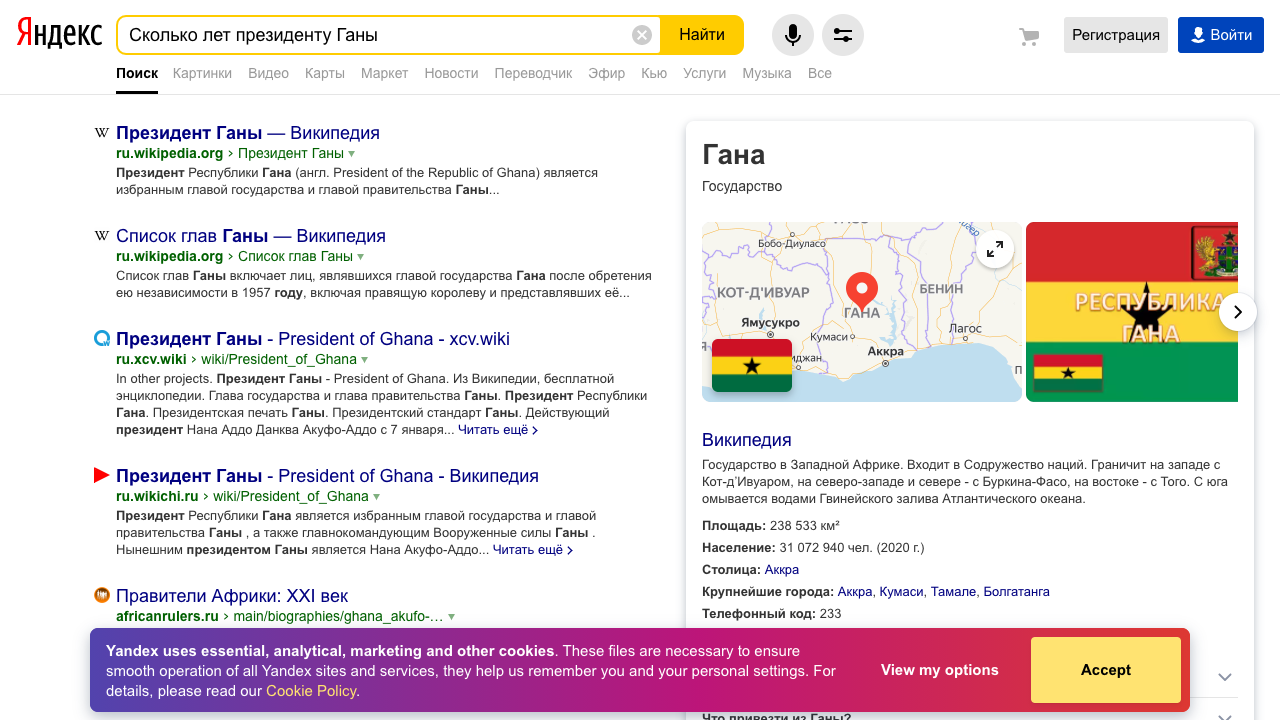 Яндекс
Сколько лет президенту Ганы
Найти
Регистрация
Войти
Поиск Картинки Видео Карты Маркет Новости Переводчик Эфир Кью Услуги Музыка Все
Президент Ганы — Википедия
ru.wikipedia.org › Президент Ганы
Президент Республики Гана (англ. President of the Republic of Ghana) является
избранным главой государства и главой правительства Ганы...
Список глав Ганы — Википедия
ru.wikipedia.org › Список глав Ганы
Список глав Ганы включает лиц, являвшихся главой государства Гана после обретения
ею независимости в 1957 году, включая правящую королеву и представлявших её...
Президент Ганы - President of Ghana - xcv.wiki
ru.xcv.wiki › wiki/President_of_Ghana
In other projects. Президент Ганы - President of Ghana. Из Википедии, бесплатной
энциклопедии. Глава государства и глава правительства Ганы. Президент Республики
Гана. Президентская печать Ганы. Президентский стандарт Ганы. Действующий
президент Нана Аддо Данква Акуфо-Аддо с 7 января... Читать ещё ›
Президент Ганы - President of Ghana - Википедия
ru.wikichi.ru › wiki/President_of_Ghana
Президент Республики Гана является избранным главой государства и главой
правительства Ганы , а также главнокомандующим Вооруженные силы Ганы .
Нынешним президентом Ганы является Нана Акуфо-Аддо... Читать ещё ›
Правители Африки: XXI век
africanrulers.ru › main/biographies/ghana_akufo-…
Гана
Государство
Бобо-Диуласо
КОТ-Д'ИВУАР
БЕНИН
ГАНА
Ямусукро
Кумаси
Лагос
Аккра
иджан
РЕСПУБЛИКА
ГАНА
Википедия
Государство в Западной Африке. Входит в Содружество наций. Граничит на западе с
Кот-д’Ивуаром, на северо-западе и севере - с Буркина-Фасо, на востоке - с Того. С юга
омывается водами Гвинейского залива Атлантического океана.
Площадь: 238 533 км²
Население: 31 072 940 чел. (2020 г.)
Столица: Аккра
Крупнейшие города: Аккра, Кумаси, Тамале, Болгатанга
Телефонный код: 233
Yandex uses essential, analytical, marketing and other cookies. These files are necessary to ensure
smooth operation of all Yandex sites and services, they help us remember you and your personal settings. For
details, please read our Cookie Policy.
View my options
Accept
Что привезти из Ганы?